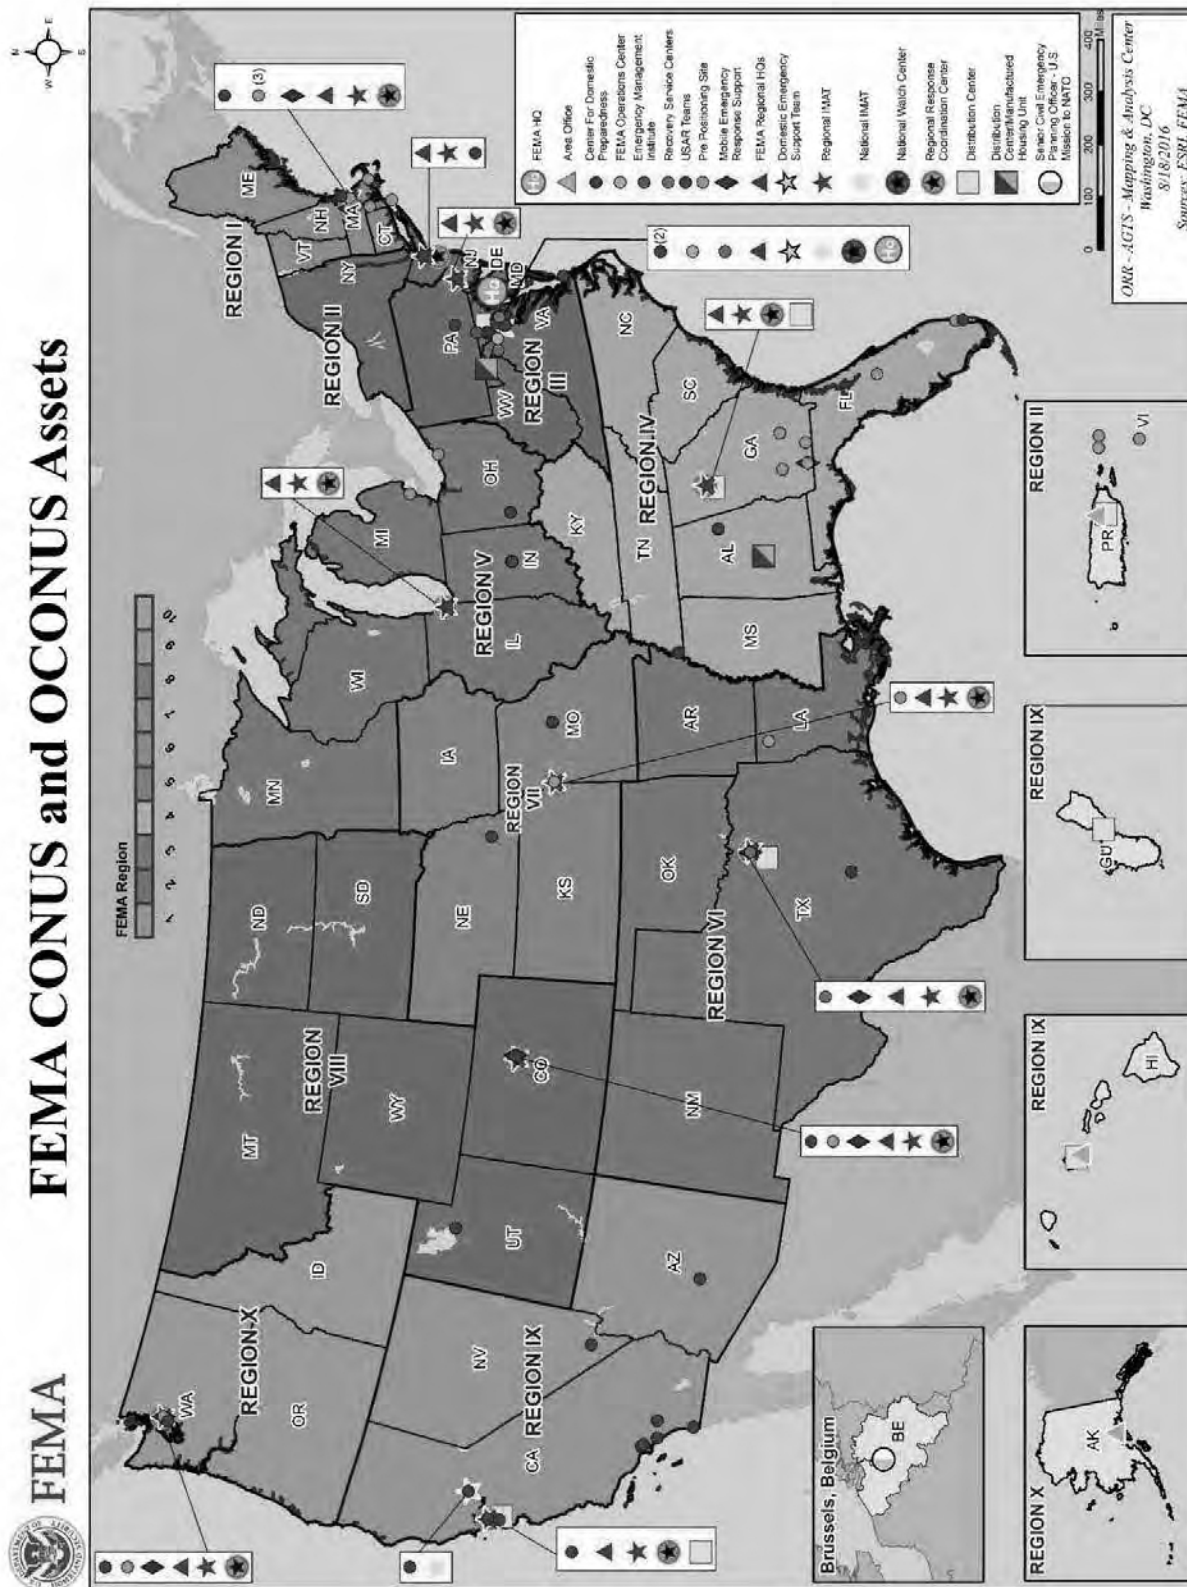 FEMA
FEMA CONUS and OCONUS Assets
N
W
E
S
FEMA Region
1
2
3
4
5
6
7
8
9
10
REGION I
REGION II
REGION
III
REGION IV
REGION V
REGION VI
REGION
VII
REGION
VIII
REGION IX
REGION X
WA
OR
ID
MT
ND
SD
MN
WI
MI
NY
VT
NH
ME
MA
CT
NJ
PA
DE
MD
VA
WV
OH
IN
IL
IA
NE
WY
NV
CA
UT
CO
KS
MO
KY
TN
NC
SC
GA
AL
MS
AR
LA
OK
TX
NM
AZ
FL
HQ
(3)
(2)
HQ
HQ FEMA HQ
Area Office
Center For Domestic
Preparedness
FEMA Operations Center
Emergency Management
Institute
Recovery Service Centers
USAR Teams
Pre Positioning Site
Mobile Emergency
Response Support
FEMA Regional HQs
Domestic Emergency
Support Team
Regional IMAT
National IMAT
National Watch Center
Regional Response
Coordination Center
Distribution Center
Distribution
Center/Manufactured
Housing Unit
Senior Civil Emergency
Planning Officer - U.S.
Mission to NATO
0
100
200
300
400
Miles
ORR - AGTS - Mapping & Analysis Center
Washington, DC
8/18/2016
Sources: ESRI, FEMA
Brussels, Belgium
BE
REGION X
AK
REGION IX
HI
REGION IX
GU
REGION II
PR
VI